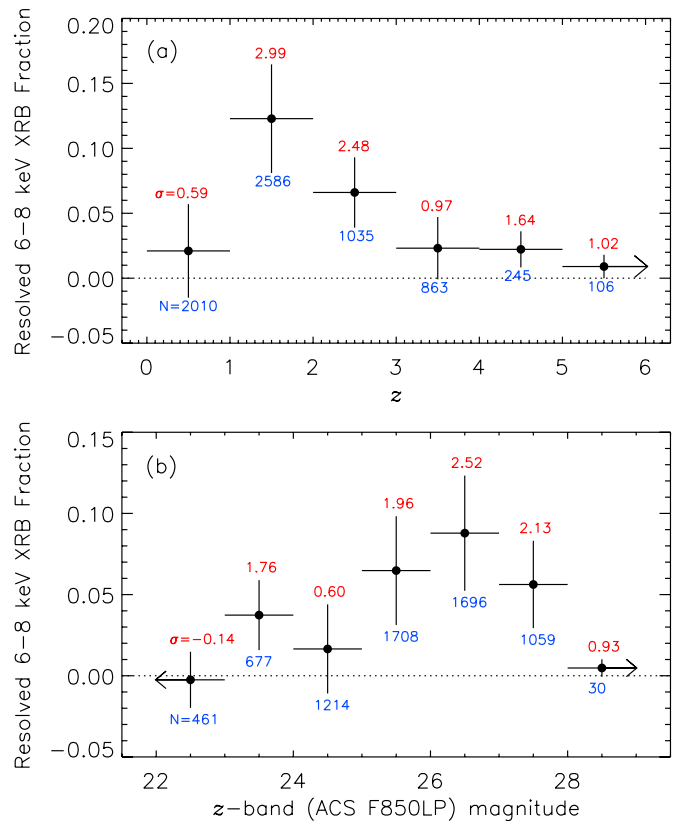 0.20
(a)
2.99
0.15
2.48
2586
0.10
σ=0.59
0.97
1.64
1035
1.02
0.05
0.00
863
245
106
N=2010
−0.05
0 1 2 3 4 5 6
z
Resolved 6−8 keV XRB Fraction
0.15
(b)
2.52
1.96
2.13
0.10
1.76
0.60
1696
σ=−0.14
0.93
0.05
677
1708
1059
0.00
N=461
1214
30
−0.05
22 24 26 28
z−band (ACS F850LP) magnitude
Resolved 6−8 keV XRB Fraction